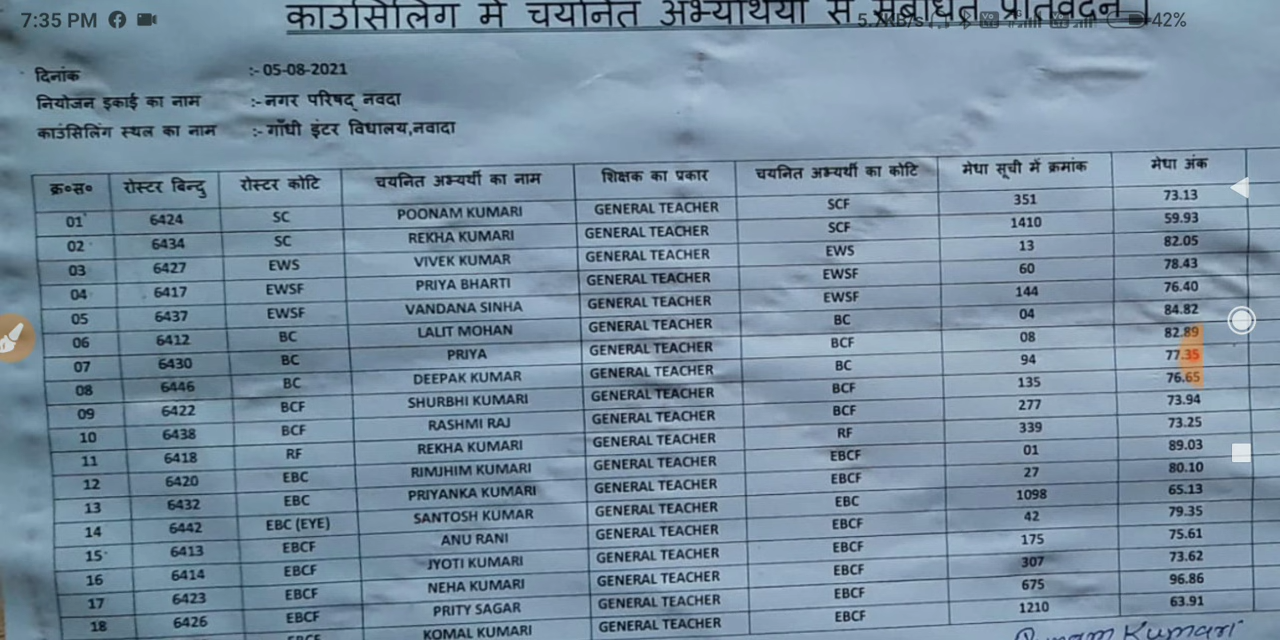 7:35 PM 42%
काउंसिलिंग में चयनित अभ्यर्थियों से संबंधित प्रतिवेदन।
दिनांक :- 05-08-2021
नियोजन इकाई का नाम :- नगर परिषद् नवदा
काउंसिलिंग स्थल का नाम :- गाँधी इंटर विधालय,नवादा
क्र०स० रोस्टर बिन्दु रोस्टर कोटि चयनित अभ्यर्थी का नाम शिक्षक का प्रकार चयनित अभ्यर्थी का कोटि मेधा सूची में क्रमांक मेधा अंक
01 6424 SC POONAM KUMARI GENERAL TEACHER SCF 351 73.13
02 6434 SC REKHA KUMARI GENERAL TEACHER SCF 1410 59.93
03 6427 EWS VIVEK KUMAR GENERAL TEACHER EWS 13 82.05
04 6417 EWSF PRIYA BHARTI GENERAL TEACHER EWSF 60 78.43
05 6437 EWSF VANDANA SINHA GENERAL TEACHER EWSF 144 76.40
06 6412 BC LALIT MOHAN GENERAL TEACHER BC 04 84.82
07 6430 BC PRIYA GENERAL TEACHER BCF 08 82.89
08 6446 BC DEEPAK KUMAR GENERAL TEACHER BC 94 77.35
09 6422 BCF SHURBHI KUMARI GENERAL TEACHER BCF 135 76.65
10 6438 BCF RASHMI RAJ GENERAL TEACHER BCF 277 73.94
11 6418 RF REKHA KUMARI GENERAL TEACHER RF 339 73.25
12 6420 EBC RIMJHIM KUMARI GENERAL TEACHER EBCF 01 89.03
13 6432 EBC PRIYANKA KUMARI GENERAL TEACHER EBCF 27 80.10
14 6442 EBC (EYE) SANTOSH KUMAR GENERAL TEACHER EBC 1098 65.13
15 6413 EBCF ANU RANI GENERAL TEACHER EBCF 42 79.35
16 6414 EBCF JYOTI KUMARI GENERAL TEACHER EBCF 175 75.61
17 6423 EBCF NEHA KUMARI GENERAL TEACHER EBCF 307 73.62
18 6426 EBCF PRITY SAGAR GENERAL TEACHER EBCF 675 96.86
EBCF KOMAL KUMARI GENERAL TEACHER EBCF 1210 63.91
Kumari